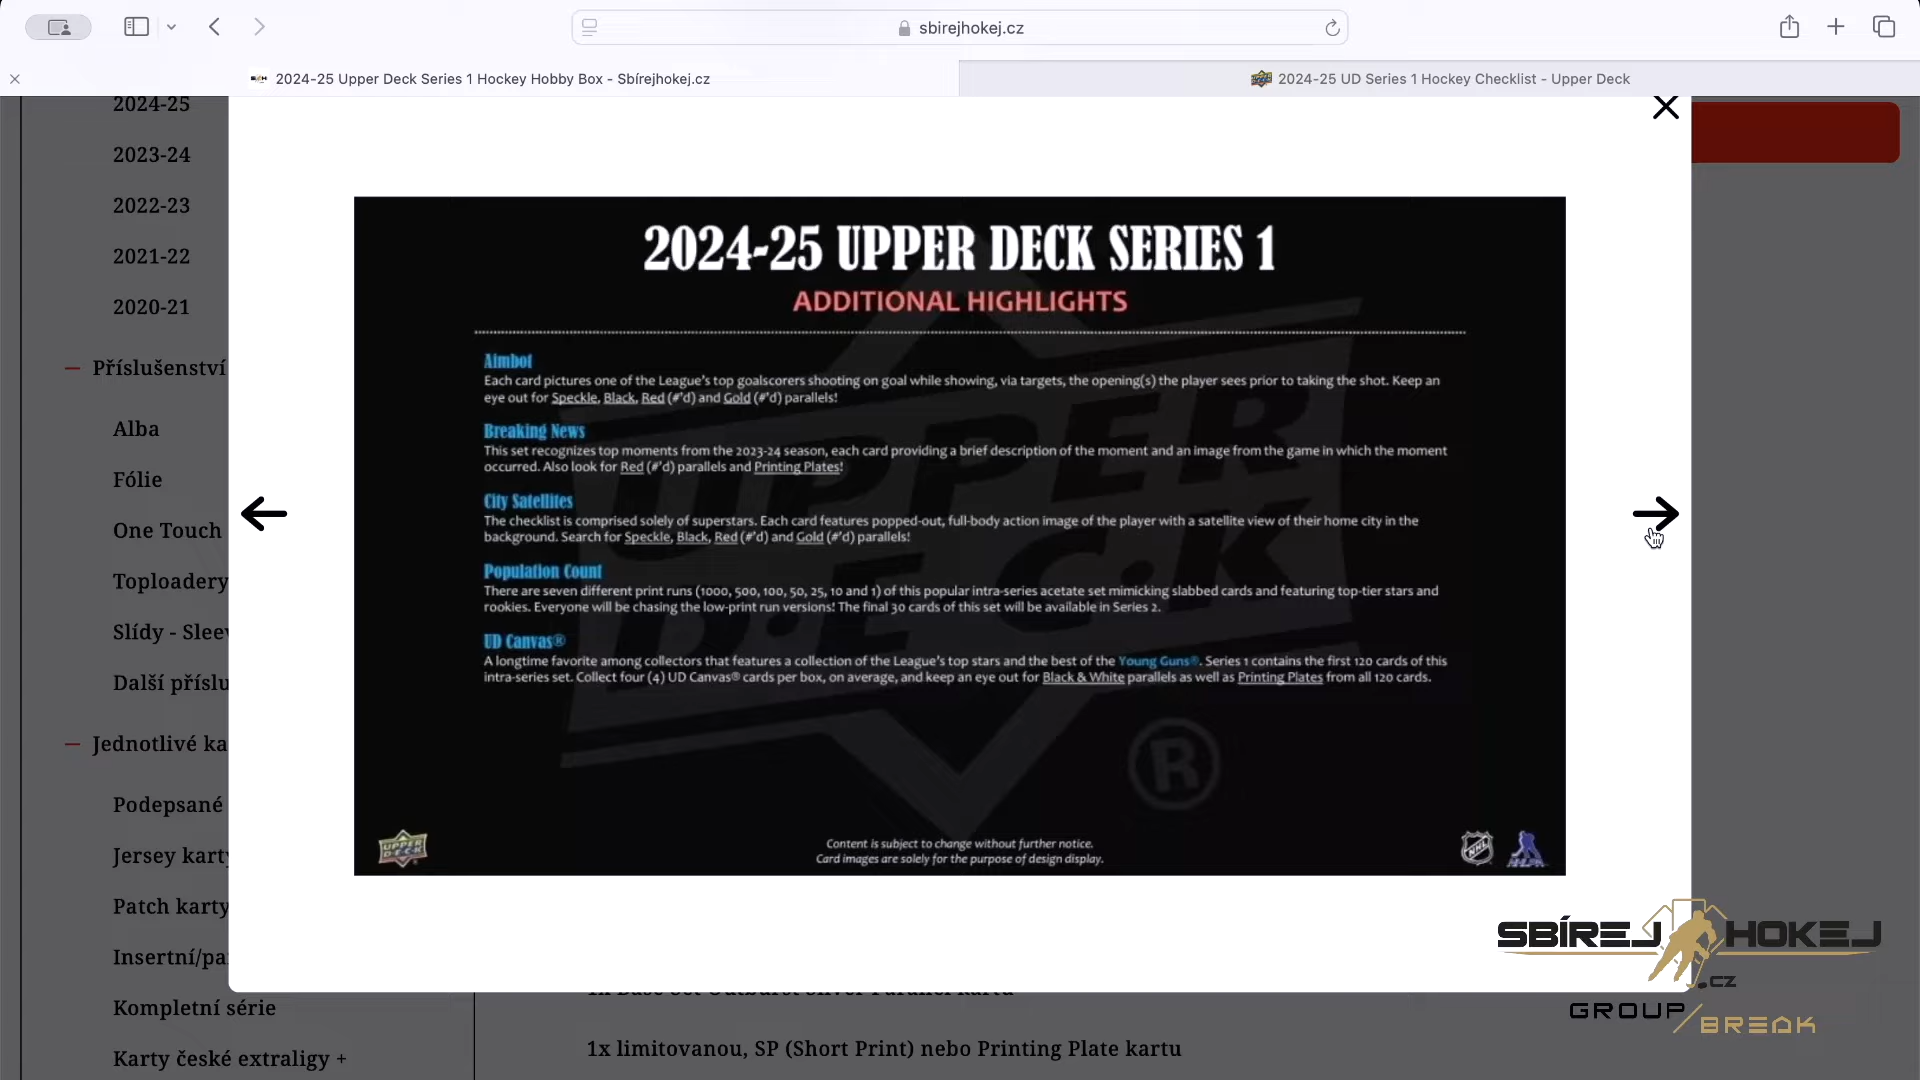 sbirejhokej.cz
2024-25 Upper Deck Series 1 Hockey Hobby Box - Sbírejhokej.cz
2024-25 UD Series 1 Hockey Checklist - Upper Deck
2024-25
2023-24
2022-23
2021-22
2020-21
Příslušenství
Alba
Fólie
One Touch
Toploadery
Slídy - Slee
Další příslu
Jednotlivé ka
Podepsané
Jersey karty
Patch karty
Insertní/pa
Kompletní série
Karty české extraligy +
2024-25 UPPER DECK SERIES 1
ADDITIONAL HIGHLIGHTS
Aimbot
Each card pictures one of the League's top goalscorers shooting on goal while showing, via targets, the opening(s) the player sees prior to taking the shot. Keep an
eye out for Speckle, Black, Red (#'d) and Gold (#'d) parallels!
Breaking News
This set recognizes top moments from the 2023-24 season, each card providing a brief description of the moment and an image from the game in which the moment
occurred. Also look for Red (#'d) parallels and Printing Plates!
City Satellites
The checklist is comprised solely of superstars. Each card features popped-out, full-body action image of the player with a satellite view of their home city in the
background. Search for Speckle, Black, Red (#'d) and Gold (#'d) parallels!
Population Count
There are seven different print runs (1000, 500, 100, 50, 25, 10 and 1) of this popular intra-series acetate set mimicking slabbed cards and featuring top-tier stars and
rookies. Everyone will be chasing the low-print run versions! The final 30 cards of this set will be available in Series 2.
UD Canvas®
A longtime favorite among collectors that features a collection of the League's top stars and the best of the Young Guns®. Series 1 contains the first 120 cards of this
intra-series set. Collect four (4) UD Canvas® cards per box, on average, and keep an eye out for Black & White parallels as well as Printing Plates from all 120 cards.
UPPER
D·E·C·K
®
UPPER
DECK
Content is subject to change without further notice.
Card images are solely for the purpose of design display.
NHL
NHLPA
1x limitovanou, SP (Short Print) nebo Printing Plate kartu
SBÍREJ HOKEJ
.CZ
GROUP/BREAK